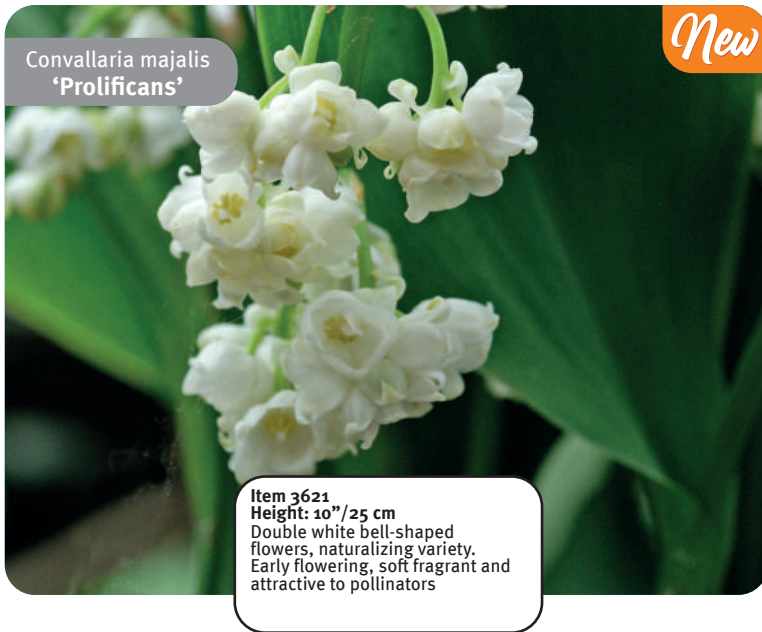 Convallaria majalis
‘Prolificans’
New
Item 3621
Height: 10”/25 cm
Double white bell-shaped
flowers, naturalizing variety.
Early flowering, soft fragrant and
attractive to pollinators